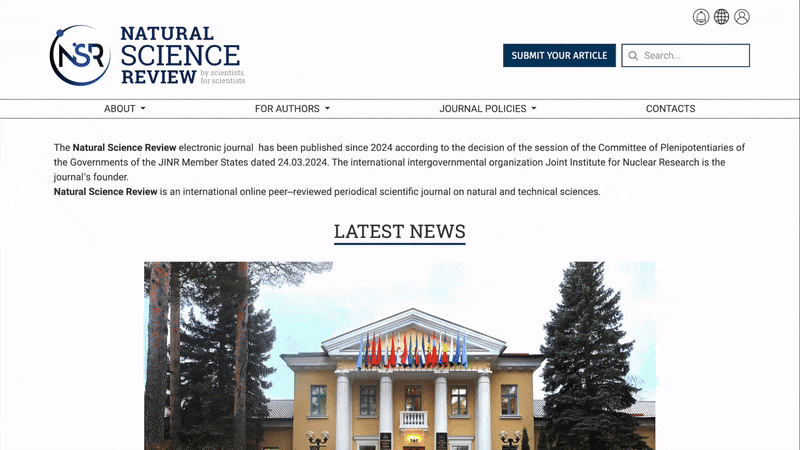 NSR
NATURAL
SCIENCE
REVIEW
by scientists
for scientists
SUBMIT YOUR ARTICLE
Search...
ABOUT
FOR AUTHORS
JOURNAL POLICIES
CONTACTS
The Natural Science Review electronic journal has been published since 2024 according to the decision of the session of the Committee of Plenipotentiaries of
the Governments of the JINR Member States dated 24.03.2024. The international intergovernmental organization Joint Institute for Nuclear Research is the
journal's founder.
Natural Science Review is an international online peer–reviewed periodical scientific journal on natural and technical sciences.
LATEST NEWS